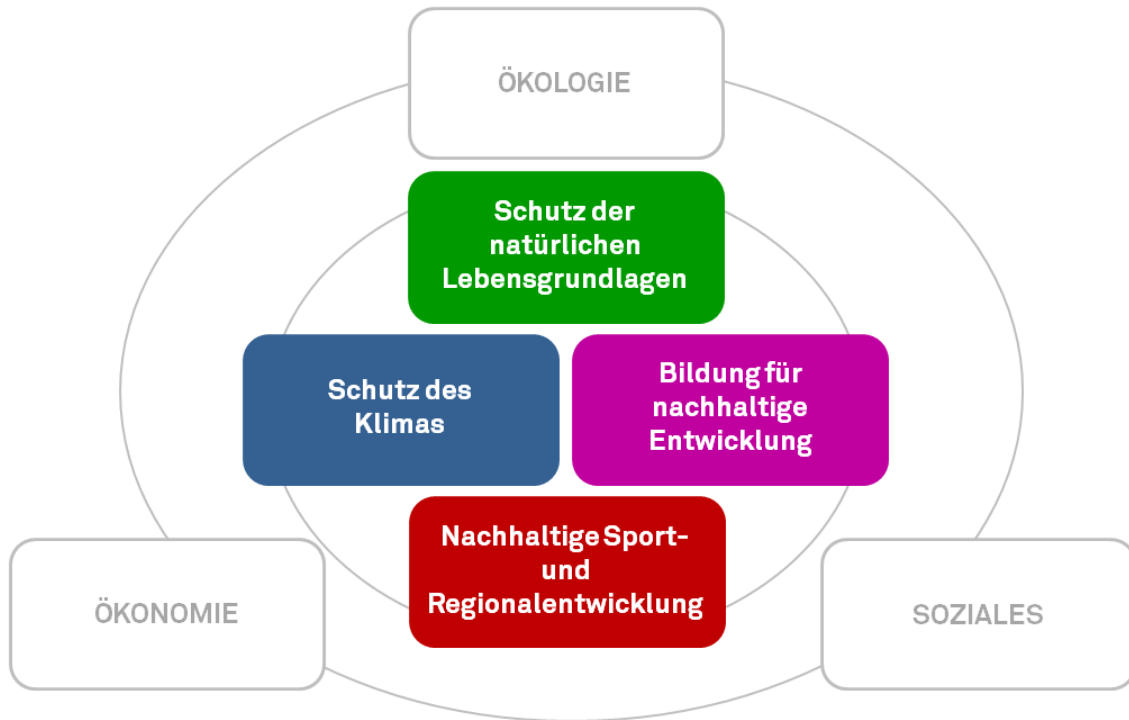 ÖKOLOGIE
Schutz der
natürlichen
Lebensgrundlagen
Schutz des
Klimas
Bildung für
nachhaltige
Entwicklung
Nachhaltige Sport-
und
Regionalentwicklung
ÖKONOMIE
SOZIALES